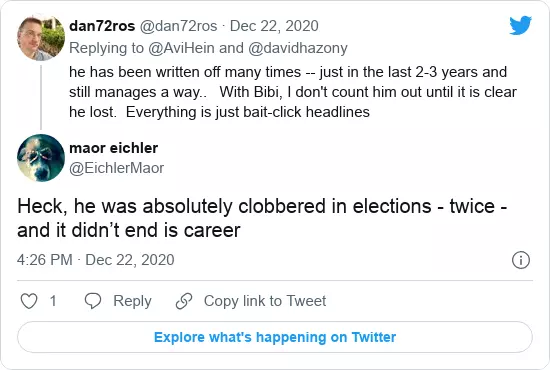 dan72ros @dan72ros · Dec 22, 2020
Replying to @AviHein and @davidhazony
he has been written off many times -- just in the last 2-3 years and
still manages a way..   With Bibi, I don't count him out until it is clear
he lost.  Everything is just bait-click headlines
maor eichler
@EichlerMaor
Heck, he was absolutely clobbered in elections - twice -
and it didn’t end is career
4:26 PM · Dec 22, 2020
1 Reply Copy link to Tweet
Explore what's happening on Twitter